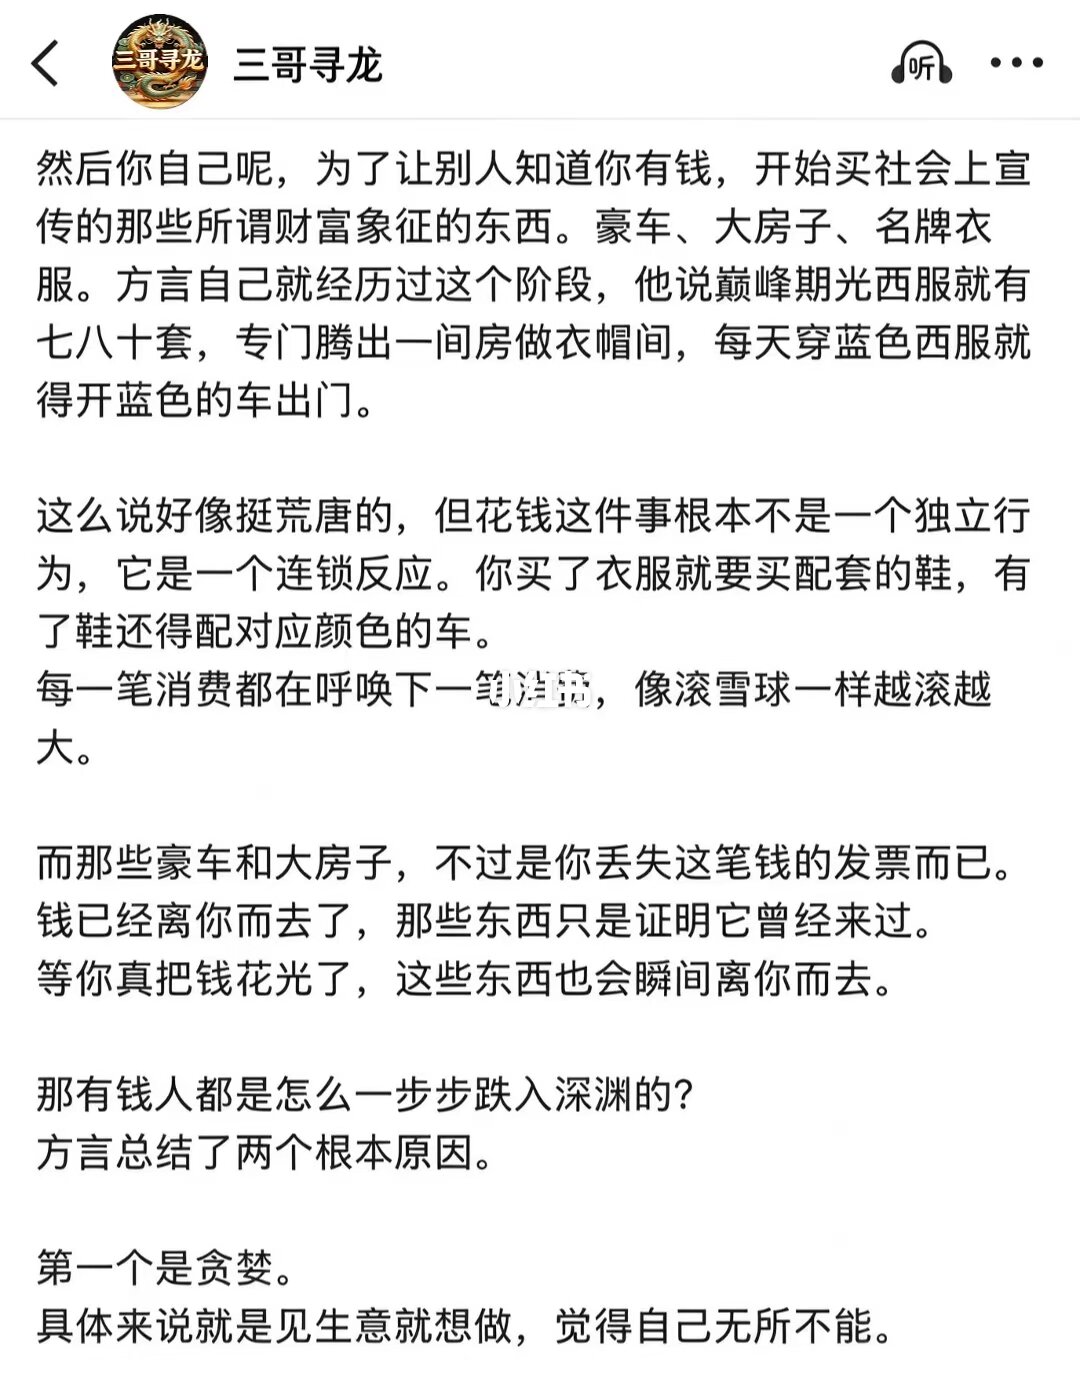 三哥寻龙
三哥寻龙
听
然后你自己呢，为了让别人知道你有钱，开始买社会上宣
传的那些所谓财富象征的东西。豪车、大房子、名牌衣
服。方言自己就经历过这个阶段，他说巅峰期光西服就有
七八十套，专门腾出一间房做衣帽间，每天穿蓝色西服就
得开蓝色的车出门。
这么说好像挺荒唐的，但花钱这件事根本不是一个独立行
为，它是一个连锁反应。你买了衣服就要买配套的鞋，有
了鞋还得配对应颜色的车。
每一笔消费都在呼唤下一笔消费，像滚雪球一样越滚越
小红书
大。
而那些豪车和大房子，不过是你丢失这笔钱的发票而已。
钱已经离你而去了，那些东西只是证明它曾经来过。
等你真把钱花光了，这些东西也会瞬间离你而去。
那有钱人都是怎么一步步跌入深渊的？
方言总结了两个根本原因。
第一个是贪婪。
具体来说就是见生意就想做，觉得自己无所不能。